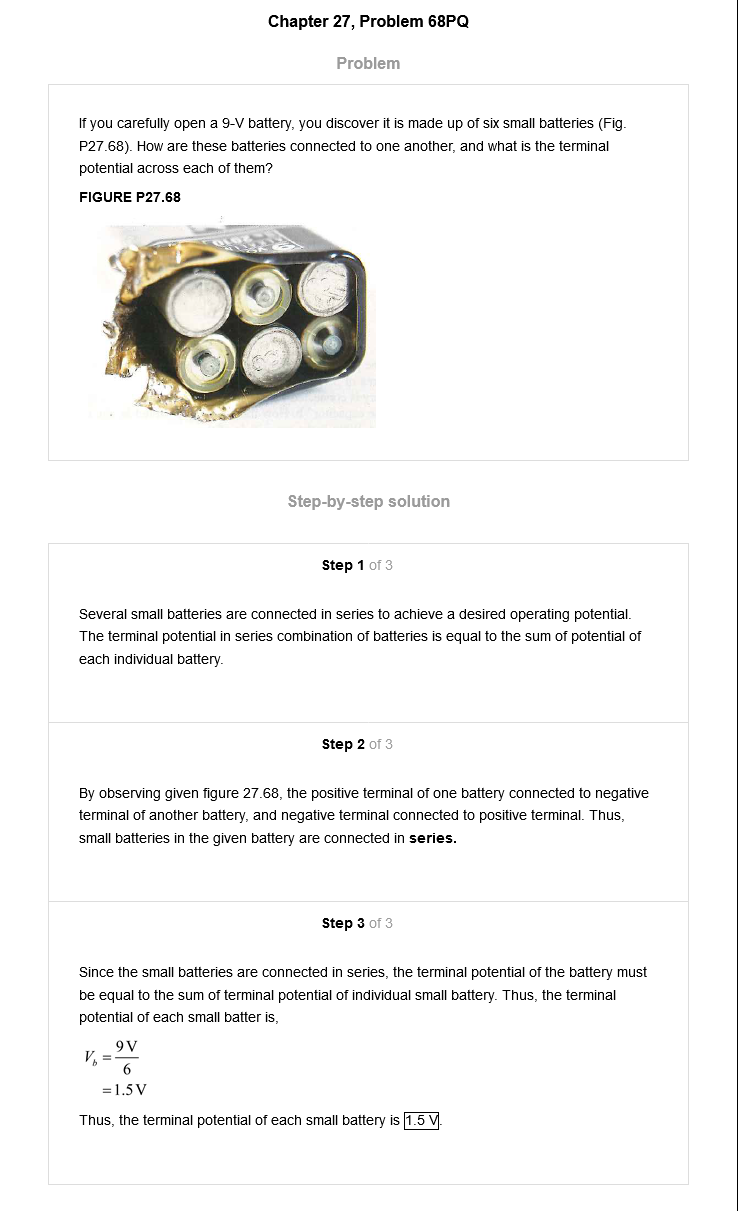 Chapter 27, Problem 68PQ
Problem
If you carefully open a 9-V battery, you discover it is made up of six small batteries (Fig.
P27.68). How are these batteries connected to one another, and what is the terminal
potential across each of them?
FIGURE P27.68
Step-by-step solution
Step 1 of 3
Several small batteries are connected in series to achieve a desired operating potential.
The terminal potential in series combination of batteries is equal to the sum of potential of
each individual battery.
Step 2 of 3
By observing given figure 27.68, the positive terminal of one battery connected to negative
terminal of another battery, and negative terminal connected to positive terminal. Thus,
small batteries in the given battery are connected in series.
Step 3 of 3
Since the small batteries are connected in series, the terminal potential of the battery must
be equal to the sum of terminal potential of individual small battery. Thus, the terminal
potential of each small batter is,
V_b = 9 V / 6
= 1.5 V
Thus, the terminal potential of each small battery is 1.5 V.